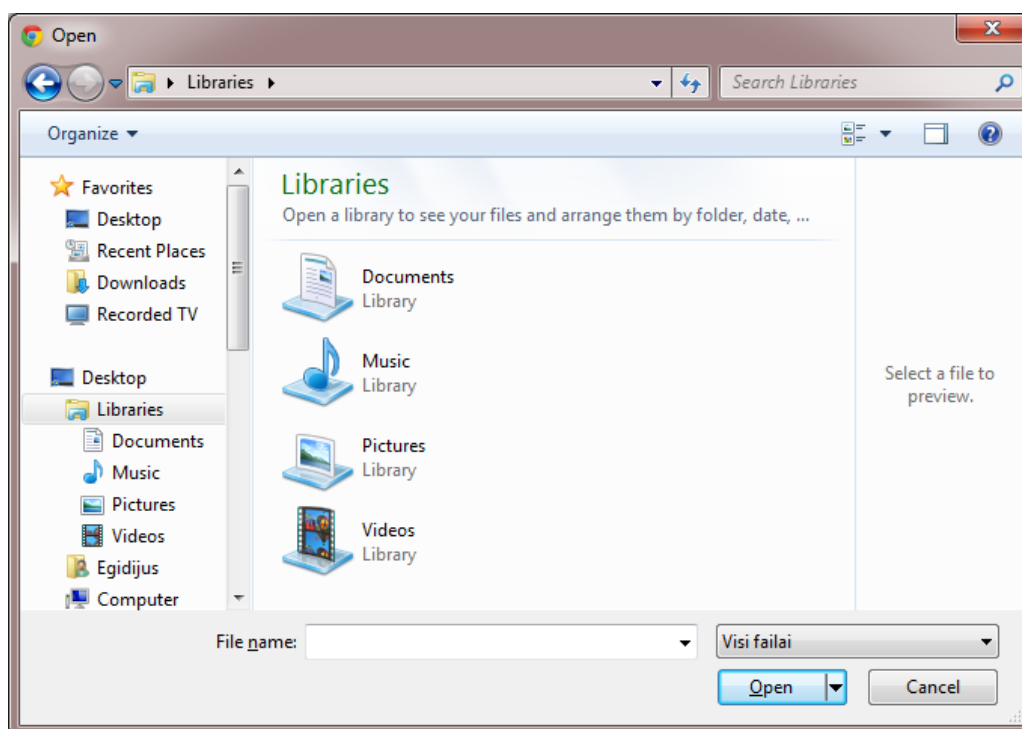 Open
Libraries
Search Libraries
Organize
Favorites
Desktop
Recent Places
Downloads
Recorded TV
Desktop
Libraries
Documents
Music
Pictures
Videos
Egidijus
Computer
Libraries
Open a library to see your files and arrange them by folder, date, ...
Documents
Library
Music
Library
Pictures
Library
Videos
Library
Select a file to
preview.
File name:
Visi failai
Open
Cancel